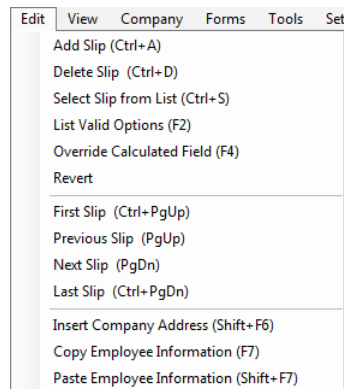 Edit View Company Forms Tools Set
Add Slip (Ctrl+A)
Delete Slip (Ctrl+D)
Select Slip from List (Ctrl+S)
List Valid Options (F2)
Override Calculated Field (F4)
Revert
First Slip (Ctrl+PgUp)
Previous Slip (PgUp)
Next Slip (PgDn)
Last Slip (Ctrl+PgDn)
Insert Company Address (Shift+F6)
Copy Employee Information (F7)
Paste Employee Information (Shift+F7)